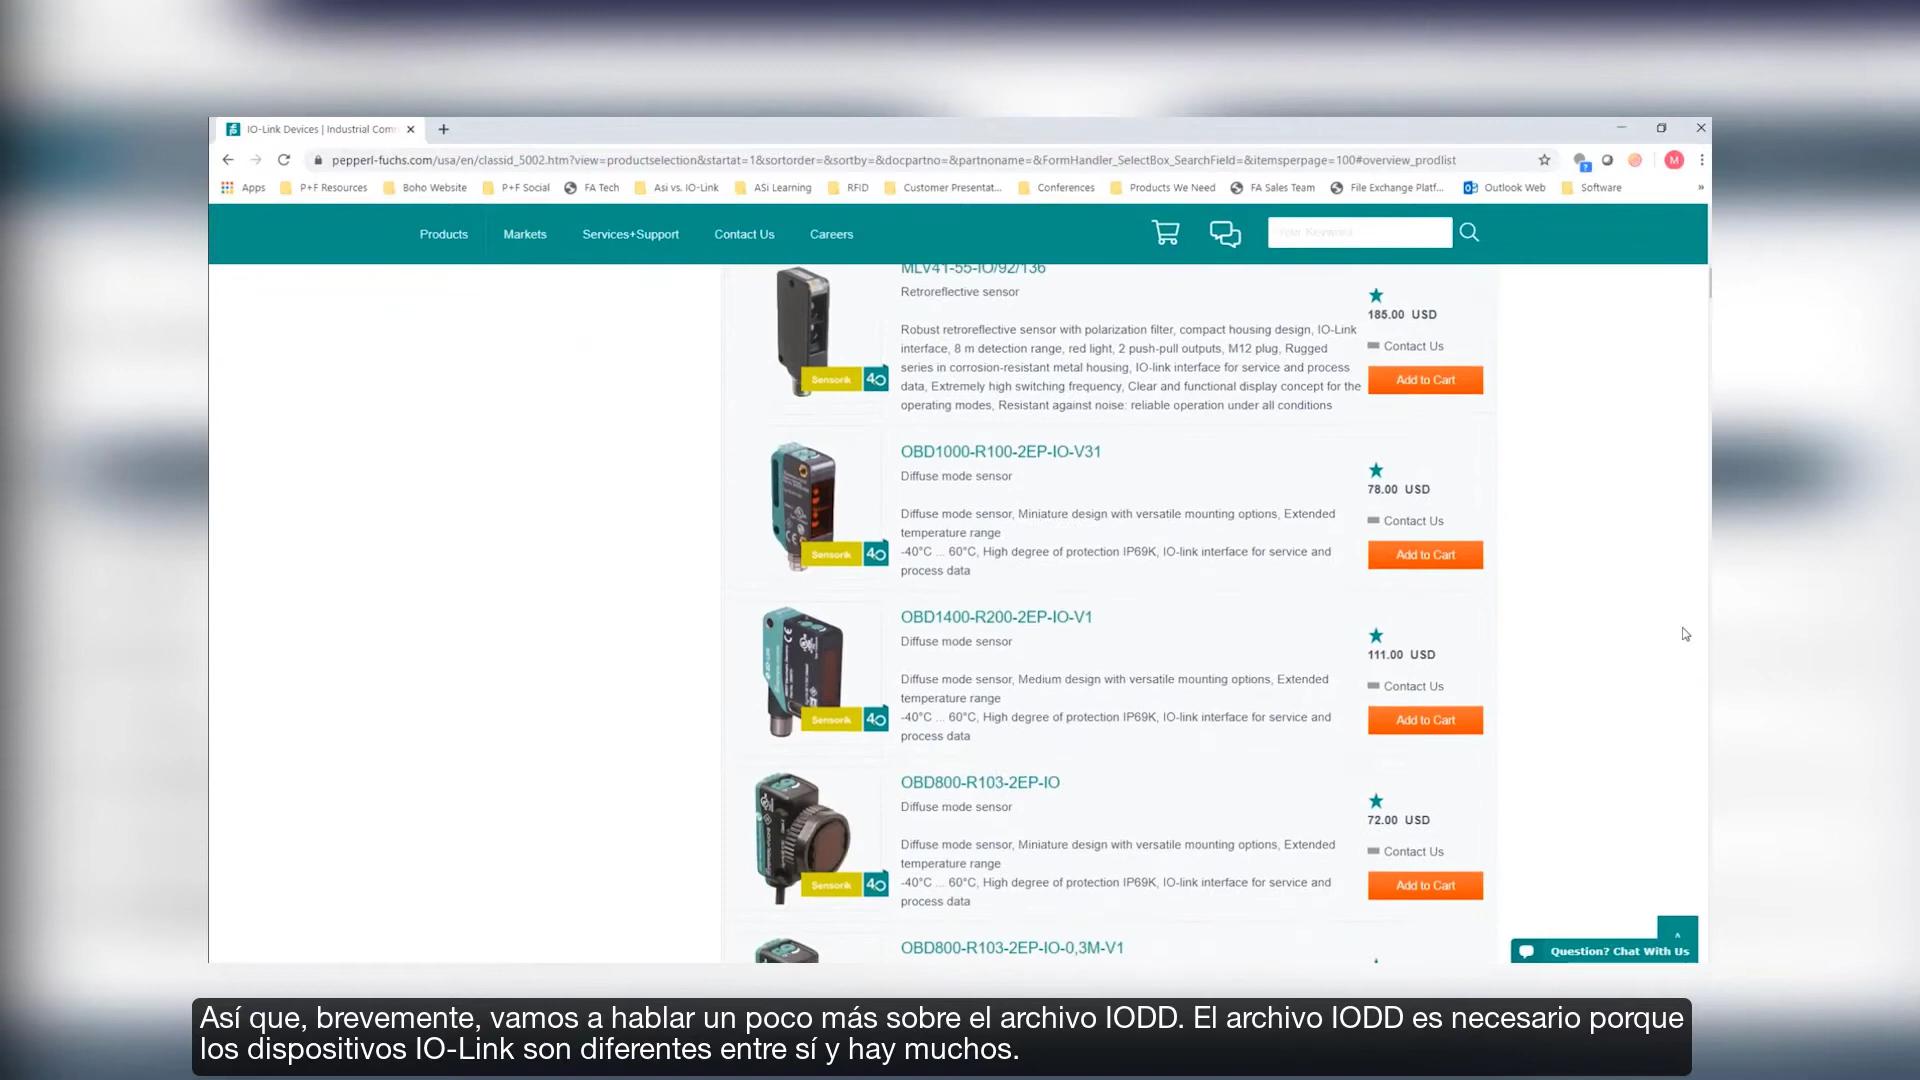 IO-Link Devices | Industrial Com
pepperl-fuchs.com/usa/en/classid_5002.htm?view=productselection&startat=1&sortorder=&sortby=&docpartno=&partnoname=&FormHandler_SelectBox_SearchField=&itemsperpage=100#overview_prodlist
M
Apps P+F Resources Boho Website P+F Social FA Tech Asi vs. IO-Link ASi Learning RFID Customer Presentat... Conferences Products We Need FA Sales Team File Exchange Platf... Outlook Web Software »
Products Markets Services+Support Contact Us Careers Your Keyword
MLV41-55-IO/92/136
Retroreflective sensor
185.00 USD
Robust retroreflective sensor with polarization filter, compact housing design, IO-Link
interface, 8 m detection range, red light, 2 push-pull outputs, M12 plug, Rugged
series in corrosion-resistant metal housing, IO-link interface for service and process
data, Extremely high switching frequency, Clear and functional display concept for the
operating modes, Resistant against noise: reliable operation under all conditions
Contact Us
Add to Cart
Sensorik 4.0
OBD1000-R100-2EP-IO-V31
Diffuse mode sensor
78.00 USD
Diffuse mode sensor, Miniature design with versatile mounting options, Extended
temperature range
-40°C ... 60°C, High degree of protection IP69K, IO-link interface for service and
process data
Contact Us
Add to Cart
Sensorik 4.0
OBD1400-R200-2EP-IO-V1
Diffuse mode sensor
111.00 USD
Diffuse mode sensor, Medium design with versatile mounting options, Extended
temperature range
-40°C ... 60°C, High degree of protection IP69K, IO-link interface for service and
process data
Contact Us
Add to Cart
Sensorik 4.0
OBD800-R103-2EP-IO
Diffuse mode sensor
72.00 USD
Diffuse mode sensor, Miniature design with versatile mounting options, Extended
temperature range
-40°C ... 60°C, High degree of protection IP69K, IO-link interface for service and
process data
Contact Us
Add to Cart
Sensorik 4.0
OBD800-R103-2EP-IO-0,3M-V1
Question? Chat With Us
Así que, brevemente, vamos a hablar un poco más sobre el archivo IODD. El archivo IODD es necesario porque
los dispositivos IO-Link son diferentes entre sí y hay muchos.